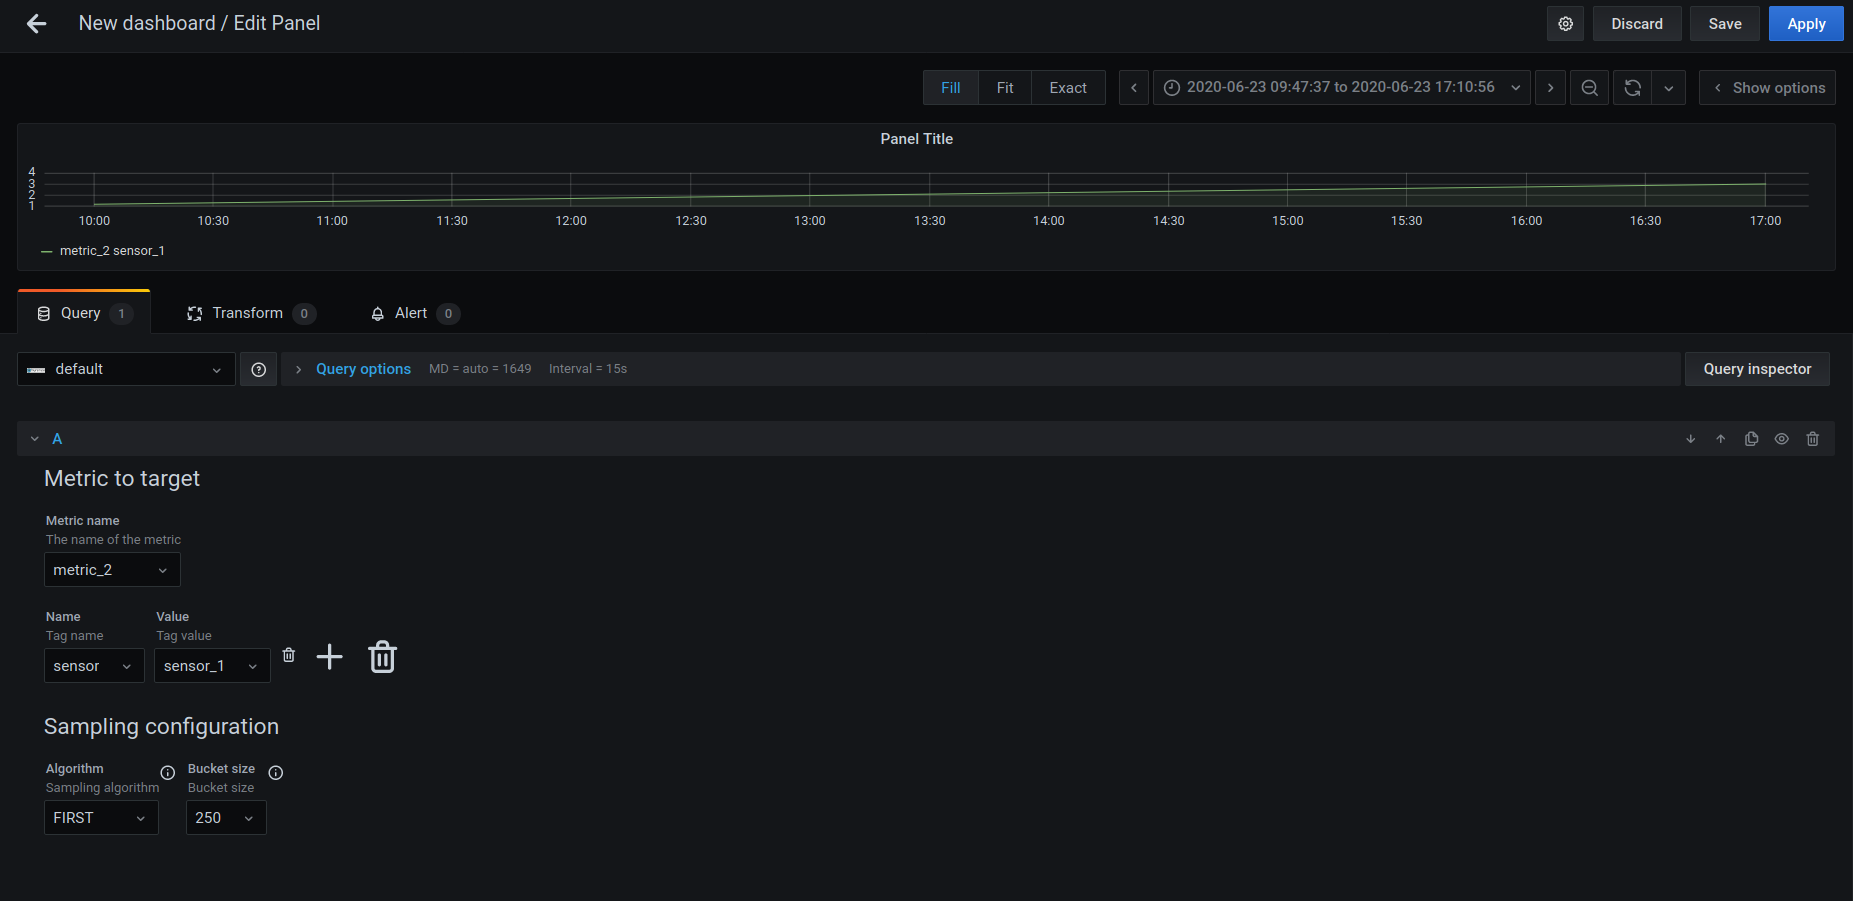 New dashboard / Edit Panel
Discard
Save
Apply
Fill
Fit
Exact
2020-06-23 09:47:37 to 2020-06-23 17:10:56
Show options
Panel Title
4
3
2
1
10:00 10:30 11:00 11:30 12:00 12:30 13:00 13:30 14:00 14:30 15:00 15:30 16:00 16:30 17:00
metric_2 sensor_1
Query 1
Transform 0
Alert 0
default
Query options MD = auto = 1649 Interval = 15s
Query inspector
A
Metric to target
Metric name
The name of the metric
metric_2
Name Value
Tag name Tag value
sensor sensor_1
Sampling configuration
Algorithm Bucket size
Sampling algorithm Bucket size
FIRST 250